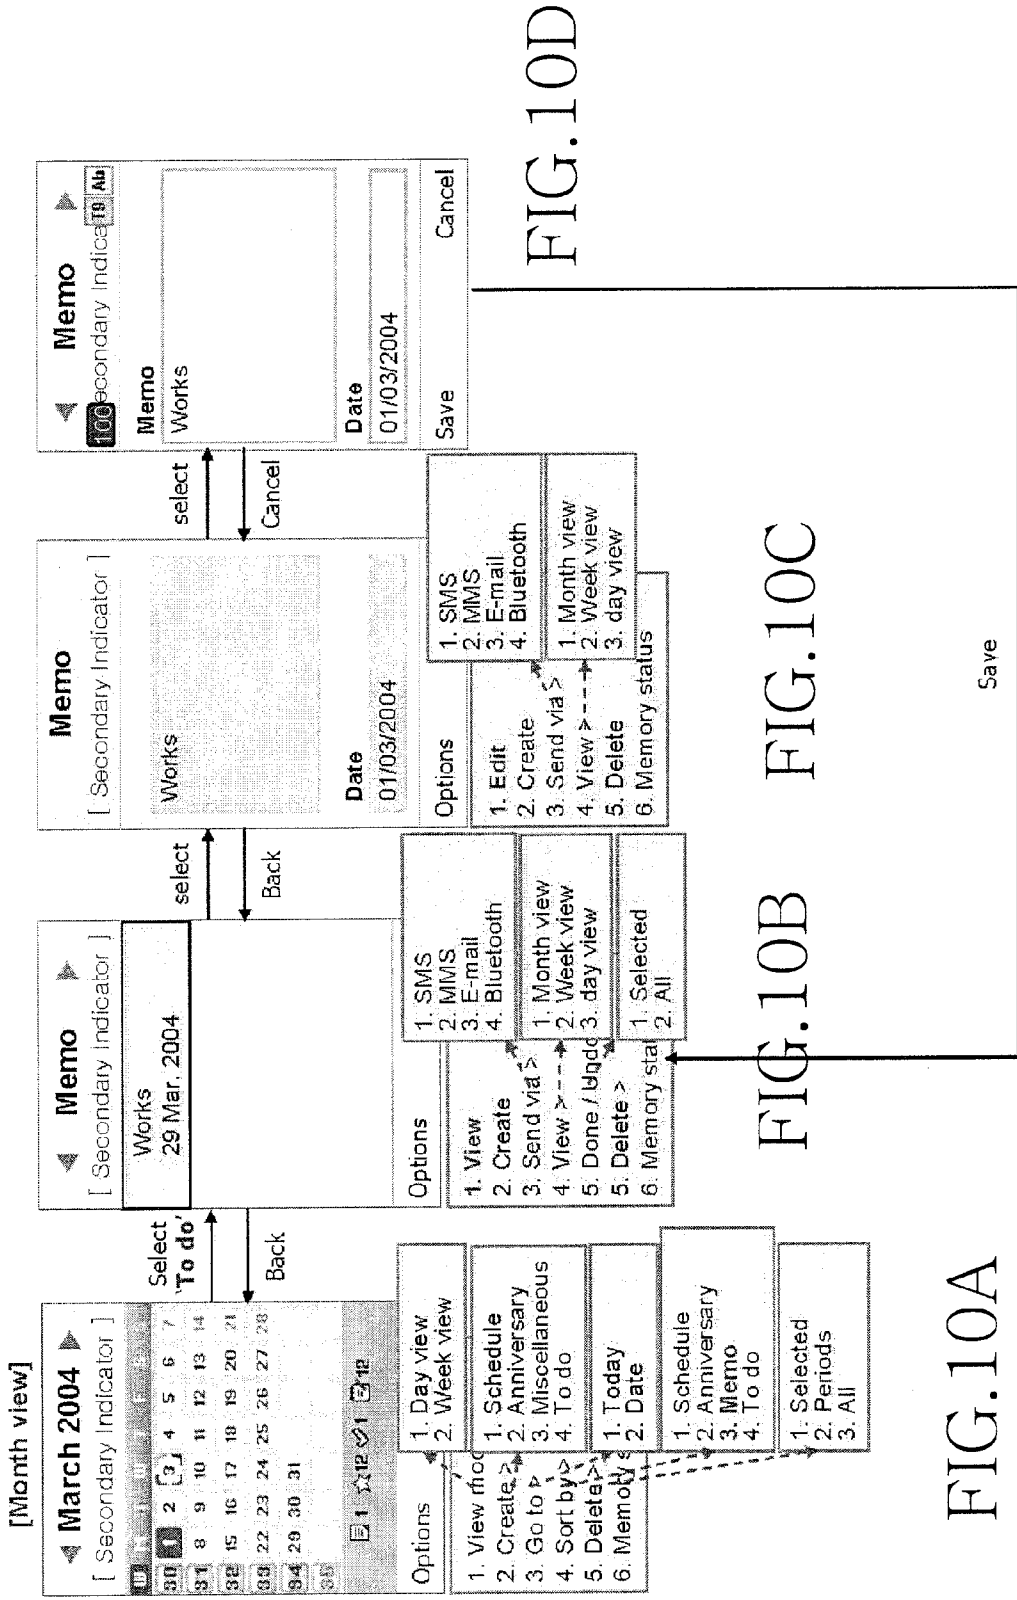 [Month view]
March 2004
[ Secondary Indicator ]
30 1 2 3 4 5 6 7
31 8 9 10 11 12 13 14
32 15 16 17 18 19 20 21
33 22 23 24 25 26 27 28
34 29 30 31
35
1 12 1 12
Options
1. View
2. Create >
3. Go to >
4. Sort by >
5. Delete >
6. Memory s
1. Day view
2. Week view
1. Schedule
2. Anniversary
3. Miscellaneous
4. To do
1. Today
2. Date
1. Schedule
2. Anniversary
3. Memo
4. To do
1. Selected
2. Periods
3. All
FIG.10A
Select
'To do'
Back
Memo
[ Secondary Indicator ]
Works
29 Mar. 2004
Options
1. View
2. Create
3. Send via >
4. View >
5. Done / Undo
5. Delete >
6. Memory stat
1. SMS
2. MMS
3. E-mail
4. Bluetooth
1. Month view
2. Week view
3. day view
1. Selected
2. All
FIG.10B
select
Back
Memo
[ Secondary Indicator ]
Works
Date
01/03/2004
Options
1. Edit
2. Create
3. Send via >
4. View >
5. Delete
6. Memory status
1. SMS
2. MMS
3. E-mail
4. Bluetooth
1. Month view
2. Week view
3. day view
FIG.10C
select
Cancel
Memo
100 econdary Indica T9 Ab
Memo
Works
Date
01/03/2004
Save Cancel
FIG.10D
Save